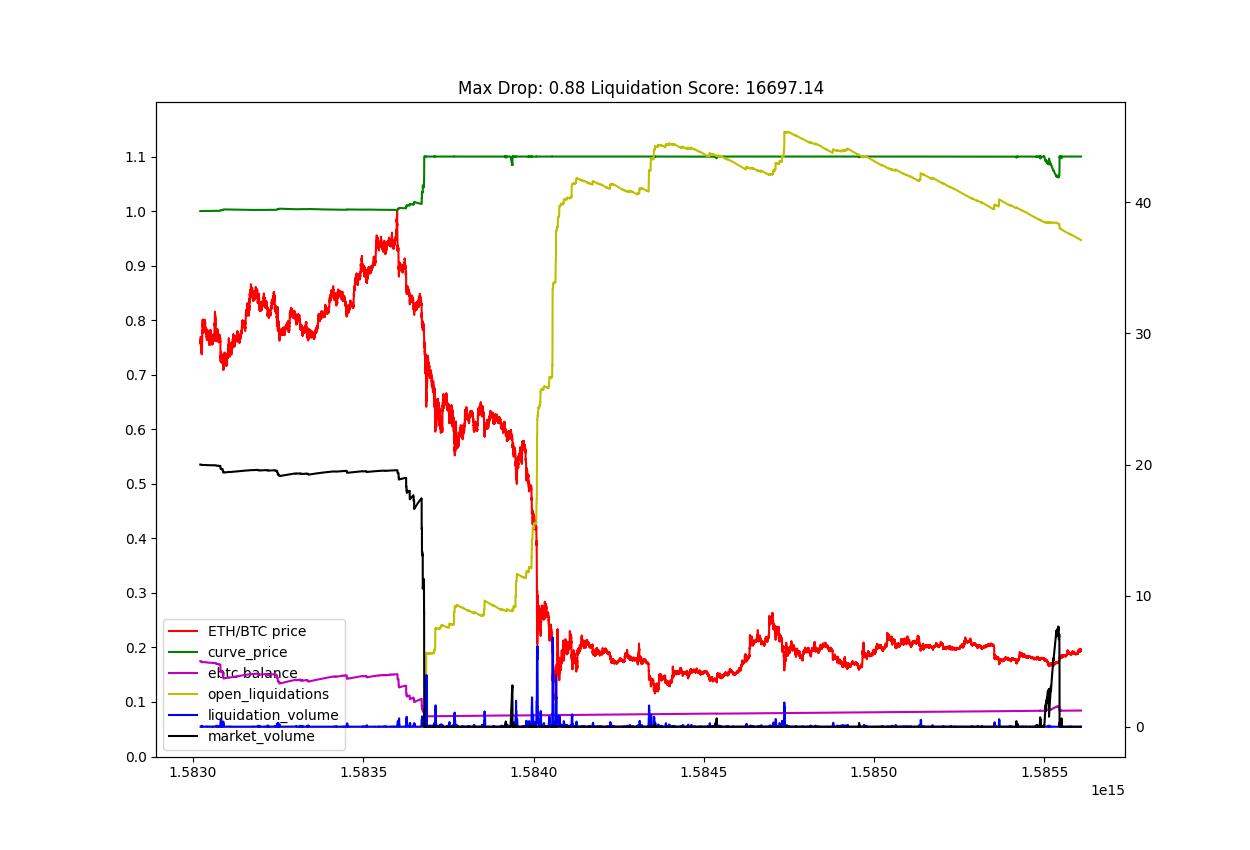 Max Drop: 0.88 Liquidation Score: 16697.14
1.1
1.0
0.9
0.8
0.7
0.6
0.5
0.4
0.3
0.2
0.1
0.0
40
30
20
10
0
ETH/BTC price
curve_price
ebtc balance
open_liquidations
liquidation_volume
market_volume
1.5830 1.5835 1.5840 1.5845 1.5850 1.5855
1e15